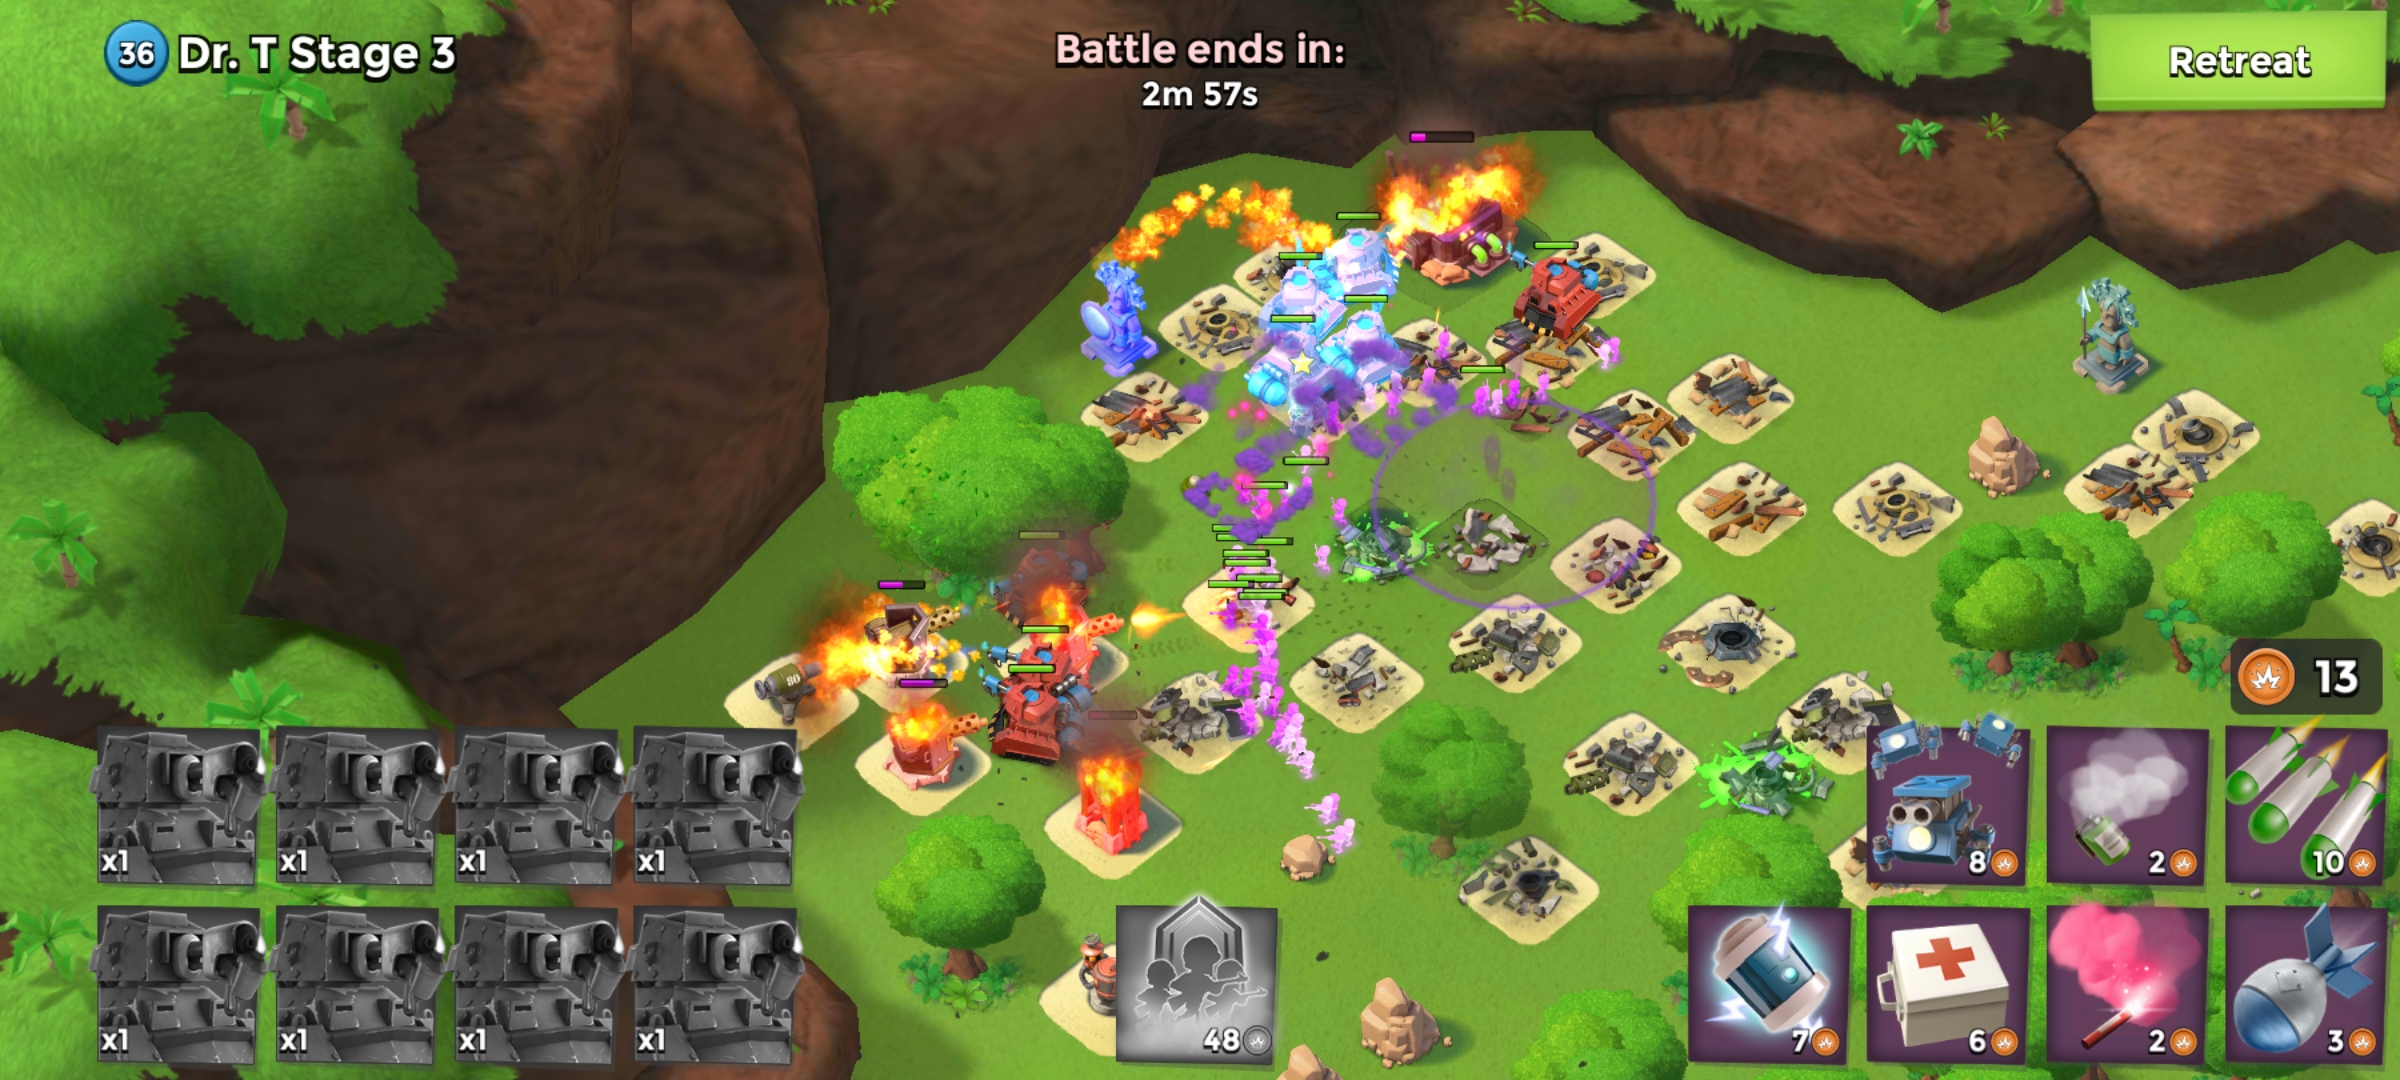 36 Dr. T Stage 3
Battle ends in:
2m 57s
Retreat
13
x1 x1 x1 x1
8 2 10
x1 x1 x1 x1
48
7 6 2 3